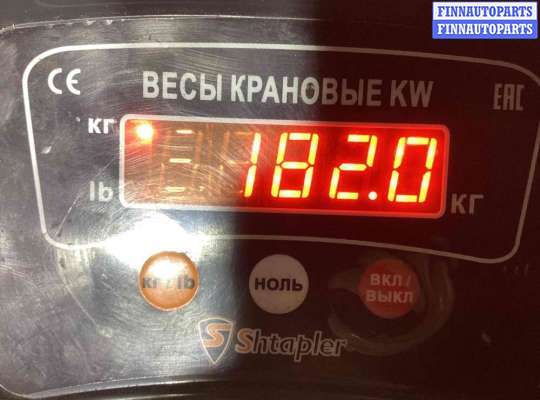 FINNAUTOPARTS
FINNAUTOPARTS
CE ВЕСЫ КРАНОВЫЕ KW EAC
кг
182.0
lb
кг
кг / lb
НОЛЬ
ВКЛ /
ВЫКЛ
S Shtapler